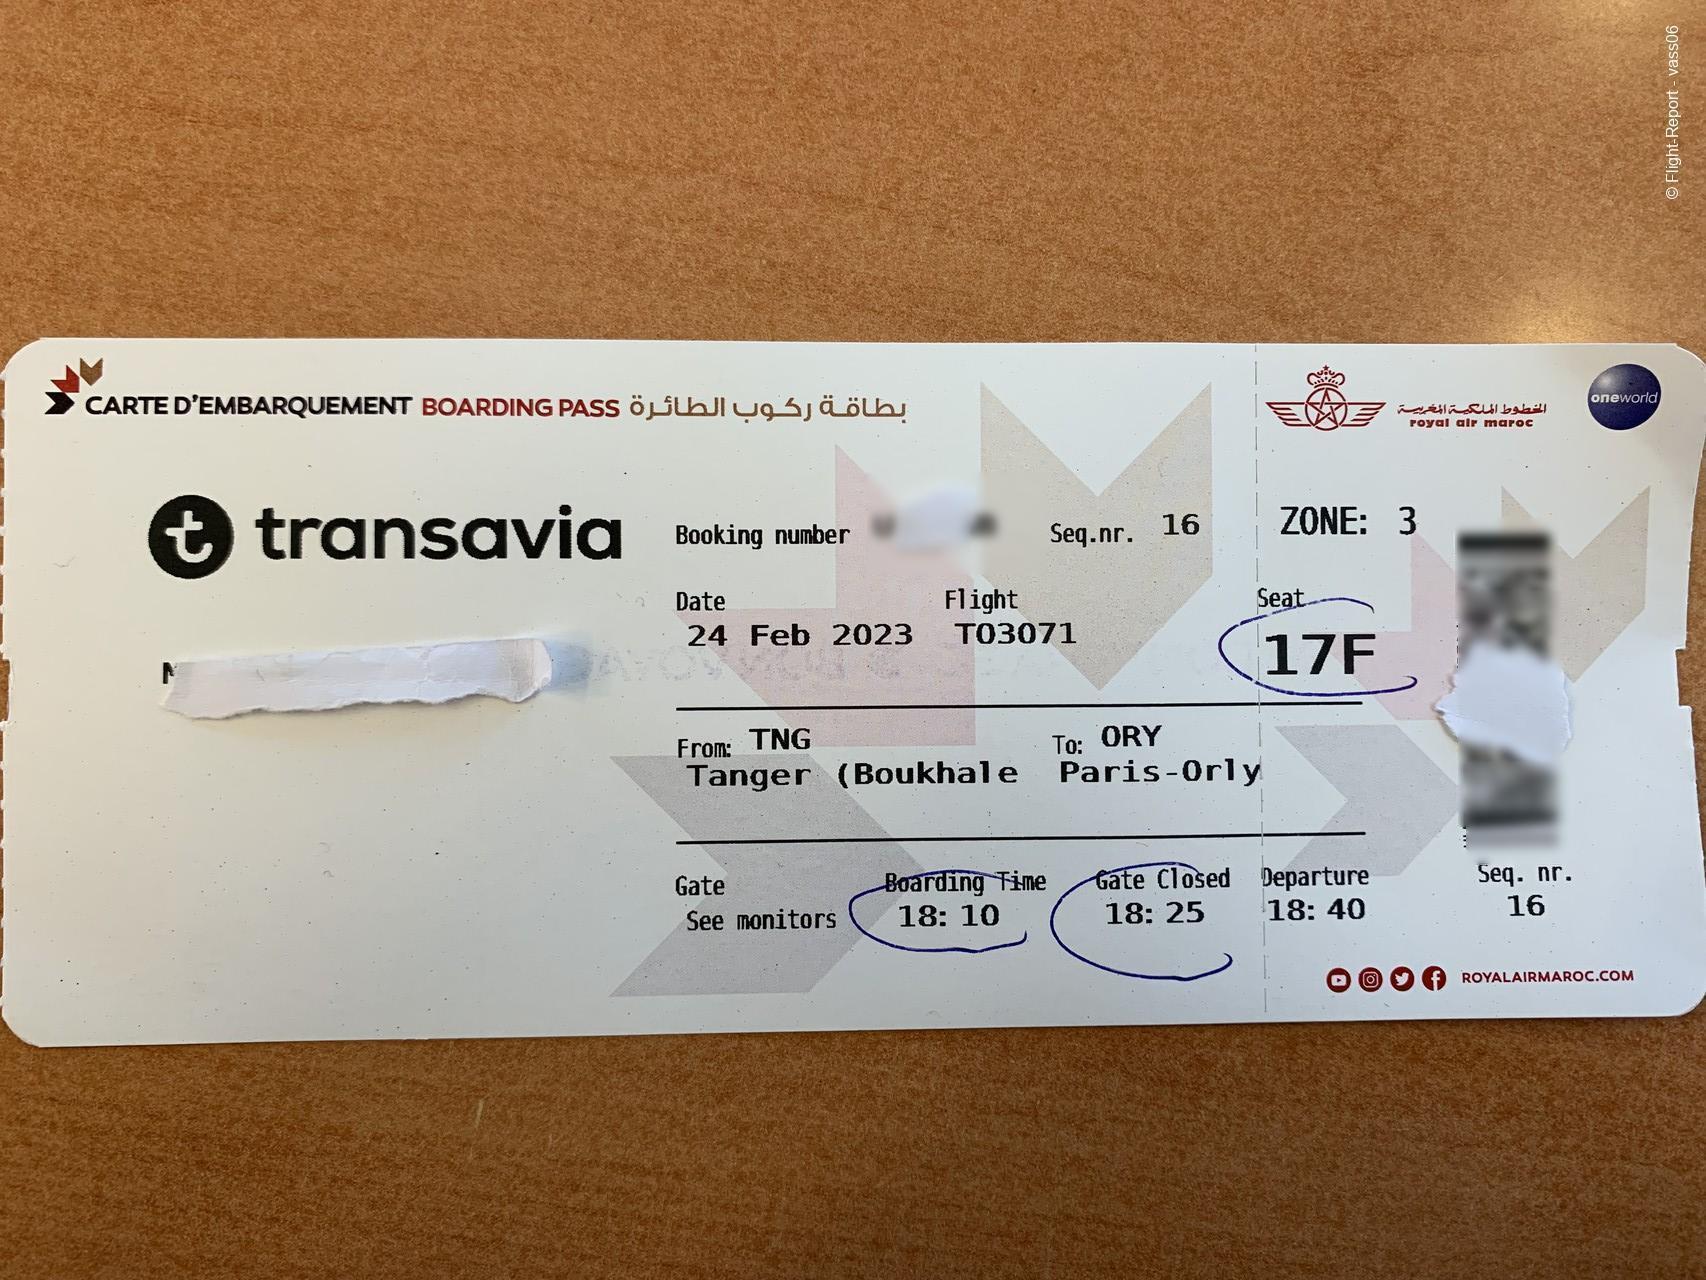 © Flight-Report - vass06
CARTE D'EMBARQUEMENT BOARDING PASS بطاقة ركوب الطائرة
الخطوط الملكية المغربية
royal air maroc
oneworld
transavia
Booking number
Seq.nr. 16
ZONE: 3
Date Flight Seat
24 Feb 2023 TO3071 17F
From: TNG To: ORY
Tanger (Boukhale Paris-Orly
Gate Boarding Time Gate Closed Departure Seq. nr.
See monitors 18: 10 18: 25 18: 40 16
ROYALAIRMAROC.COM